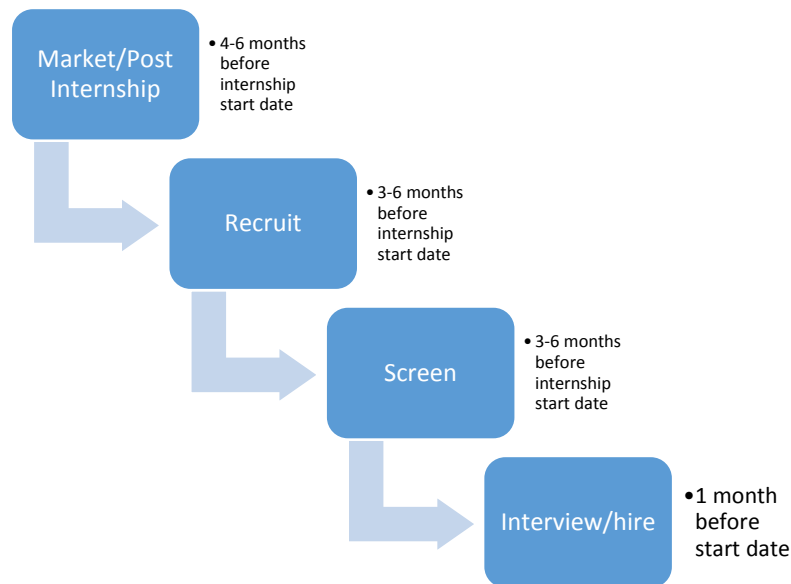 Market/Post
Internship
• 4-6 months
before
internship
start date
Recruit
• 3-6 months
before
internship
start date
Screen
• 3-6 months
before
internship
start date
Interview/hire
•1 month
before
start date